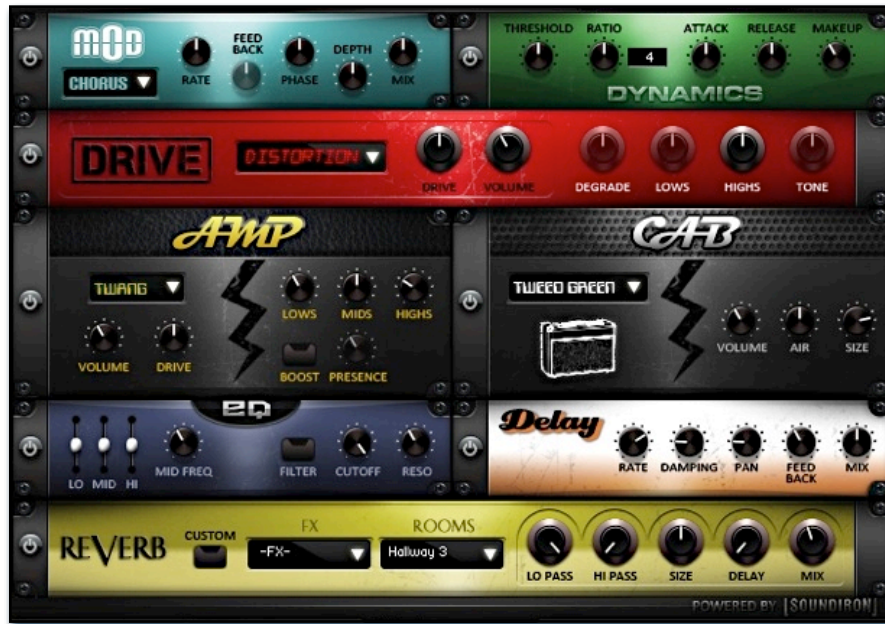 MOD
CHORUS
RATE
FEED
BACK
PHASE
DEPTH
MIX
THRESHOLD
RATIO
4
ATTACK
RELEASE
MAKEUP
DYNAMICS
DRIVE
DISTORTION
DRIVE
VOLUME
DEGRADE
LOWS
HIGHS
TONE
AMP
TWANG
VOLUME
DRIVE
LOWS
MIDS
HIGHS
BOOST
PRESENCE
CAB
TWEED GREEN
VOLUME
AIR
SIZE
EQ
LO MID HI
MID FREQ
FILTER
CUTOFF
RESO
Delay
RATE
DAMPING
PAN
FEED
BACK
MIX
REVERB
CUSTOM
FX
-FX-
ROOMS
Hallway 3
LO PASS
HI PASS
SIZE
DELAY
MIX
POWERED BY [SOUNDIRON]